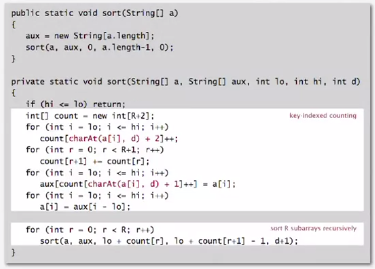 public static void sort(String[] a)
{
aux = new String[a.length];
sort(a, aux, 0, a.length-1, 0);
}
private static void sort(String[] a, String[] aux, int lo, int hi, int d)
{
if (hi <= lo) return;
int[] count = new int[R+2]; key-indexed counting
for (int i = lo; i <= hi; i++)
count[charAt(a[i], d) + 2]++;
for (int r = 0; r < R+1; r++)
count[r+1] += count[r];
for (int i = lo; i <= hi; i++)
aux[count[charAt(a[i], d) + 1]++] = a[i];
for (int i = lo; i <= hi; i++)
a[i] = aux[i - lo];
for (int r = 0; r < R; r++) sort R subarrays recursively
sort(a, aux, lo + count[r], lo + count[r+1] - 1, d+1);
}